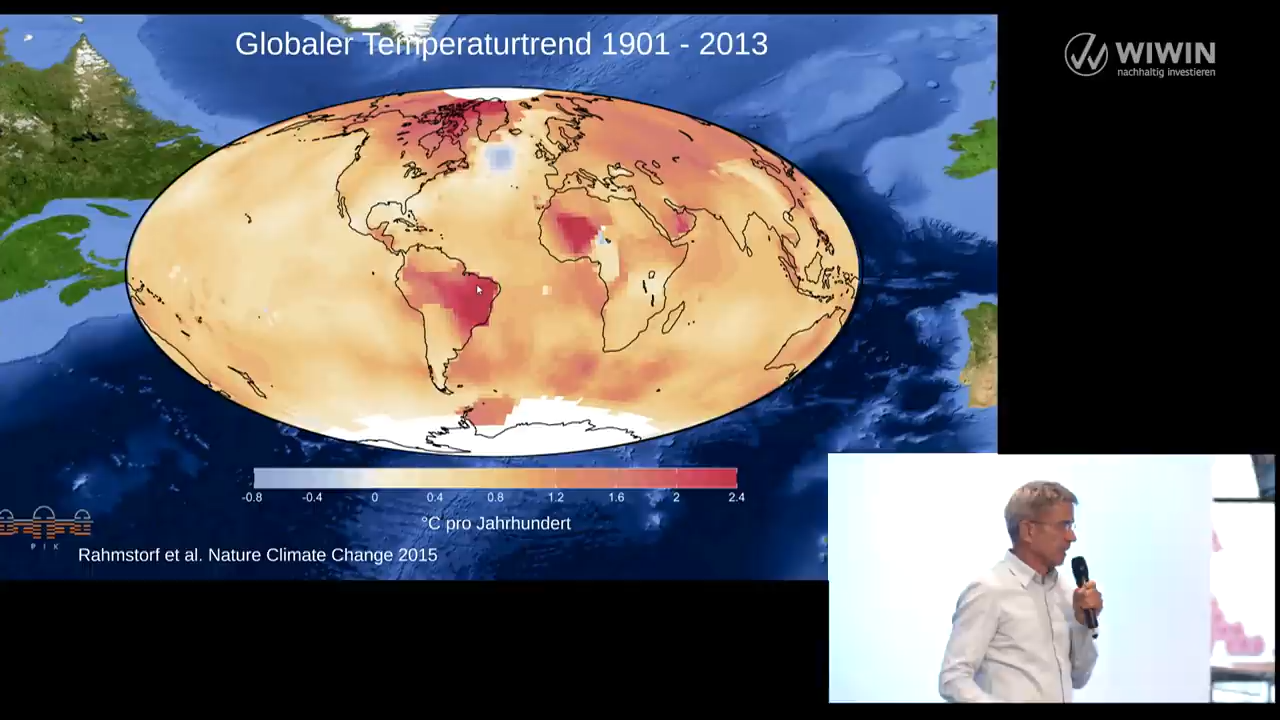 Globaler Temperaturtrend 1901 - 2013
WIWIN
nachhaltig investieren
-0.8 -0.4 0 0.4 0.8 1.2 1.6 2 2.4
°C pro Jahrhundert
P I K
Rahmstorf et al. Nature Climate Change 2015